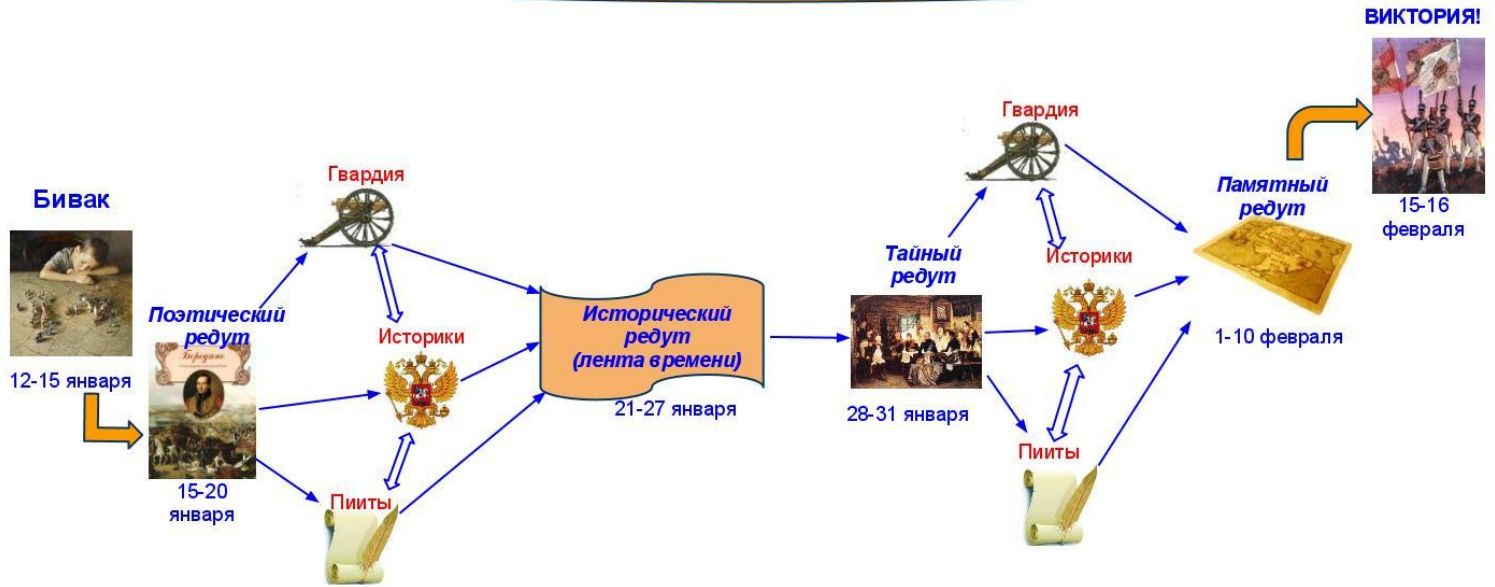 Бивак
12-15 января
Поэтический
редут
Бородино
15-20
января
Гвардия
Историки
Пииты
Исторический
редут
(лента времени)
21-27 января
Тайный
редут
28-31 января
Гвардия
Историки
Пииты
Памятный
редут
1-10 февраля
ВИКТОРИЯ!
15-16
февраля